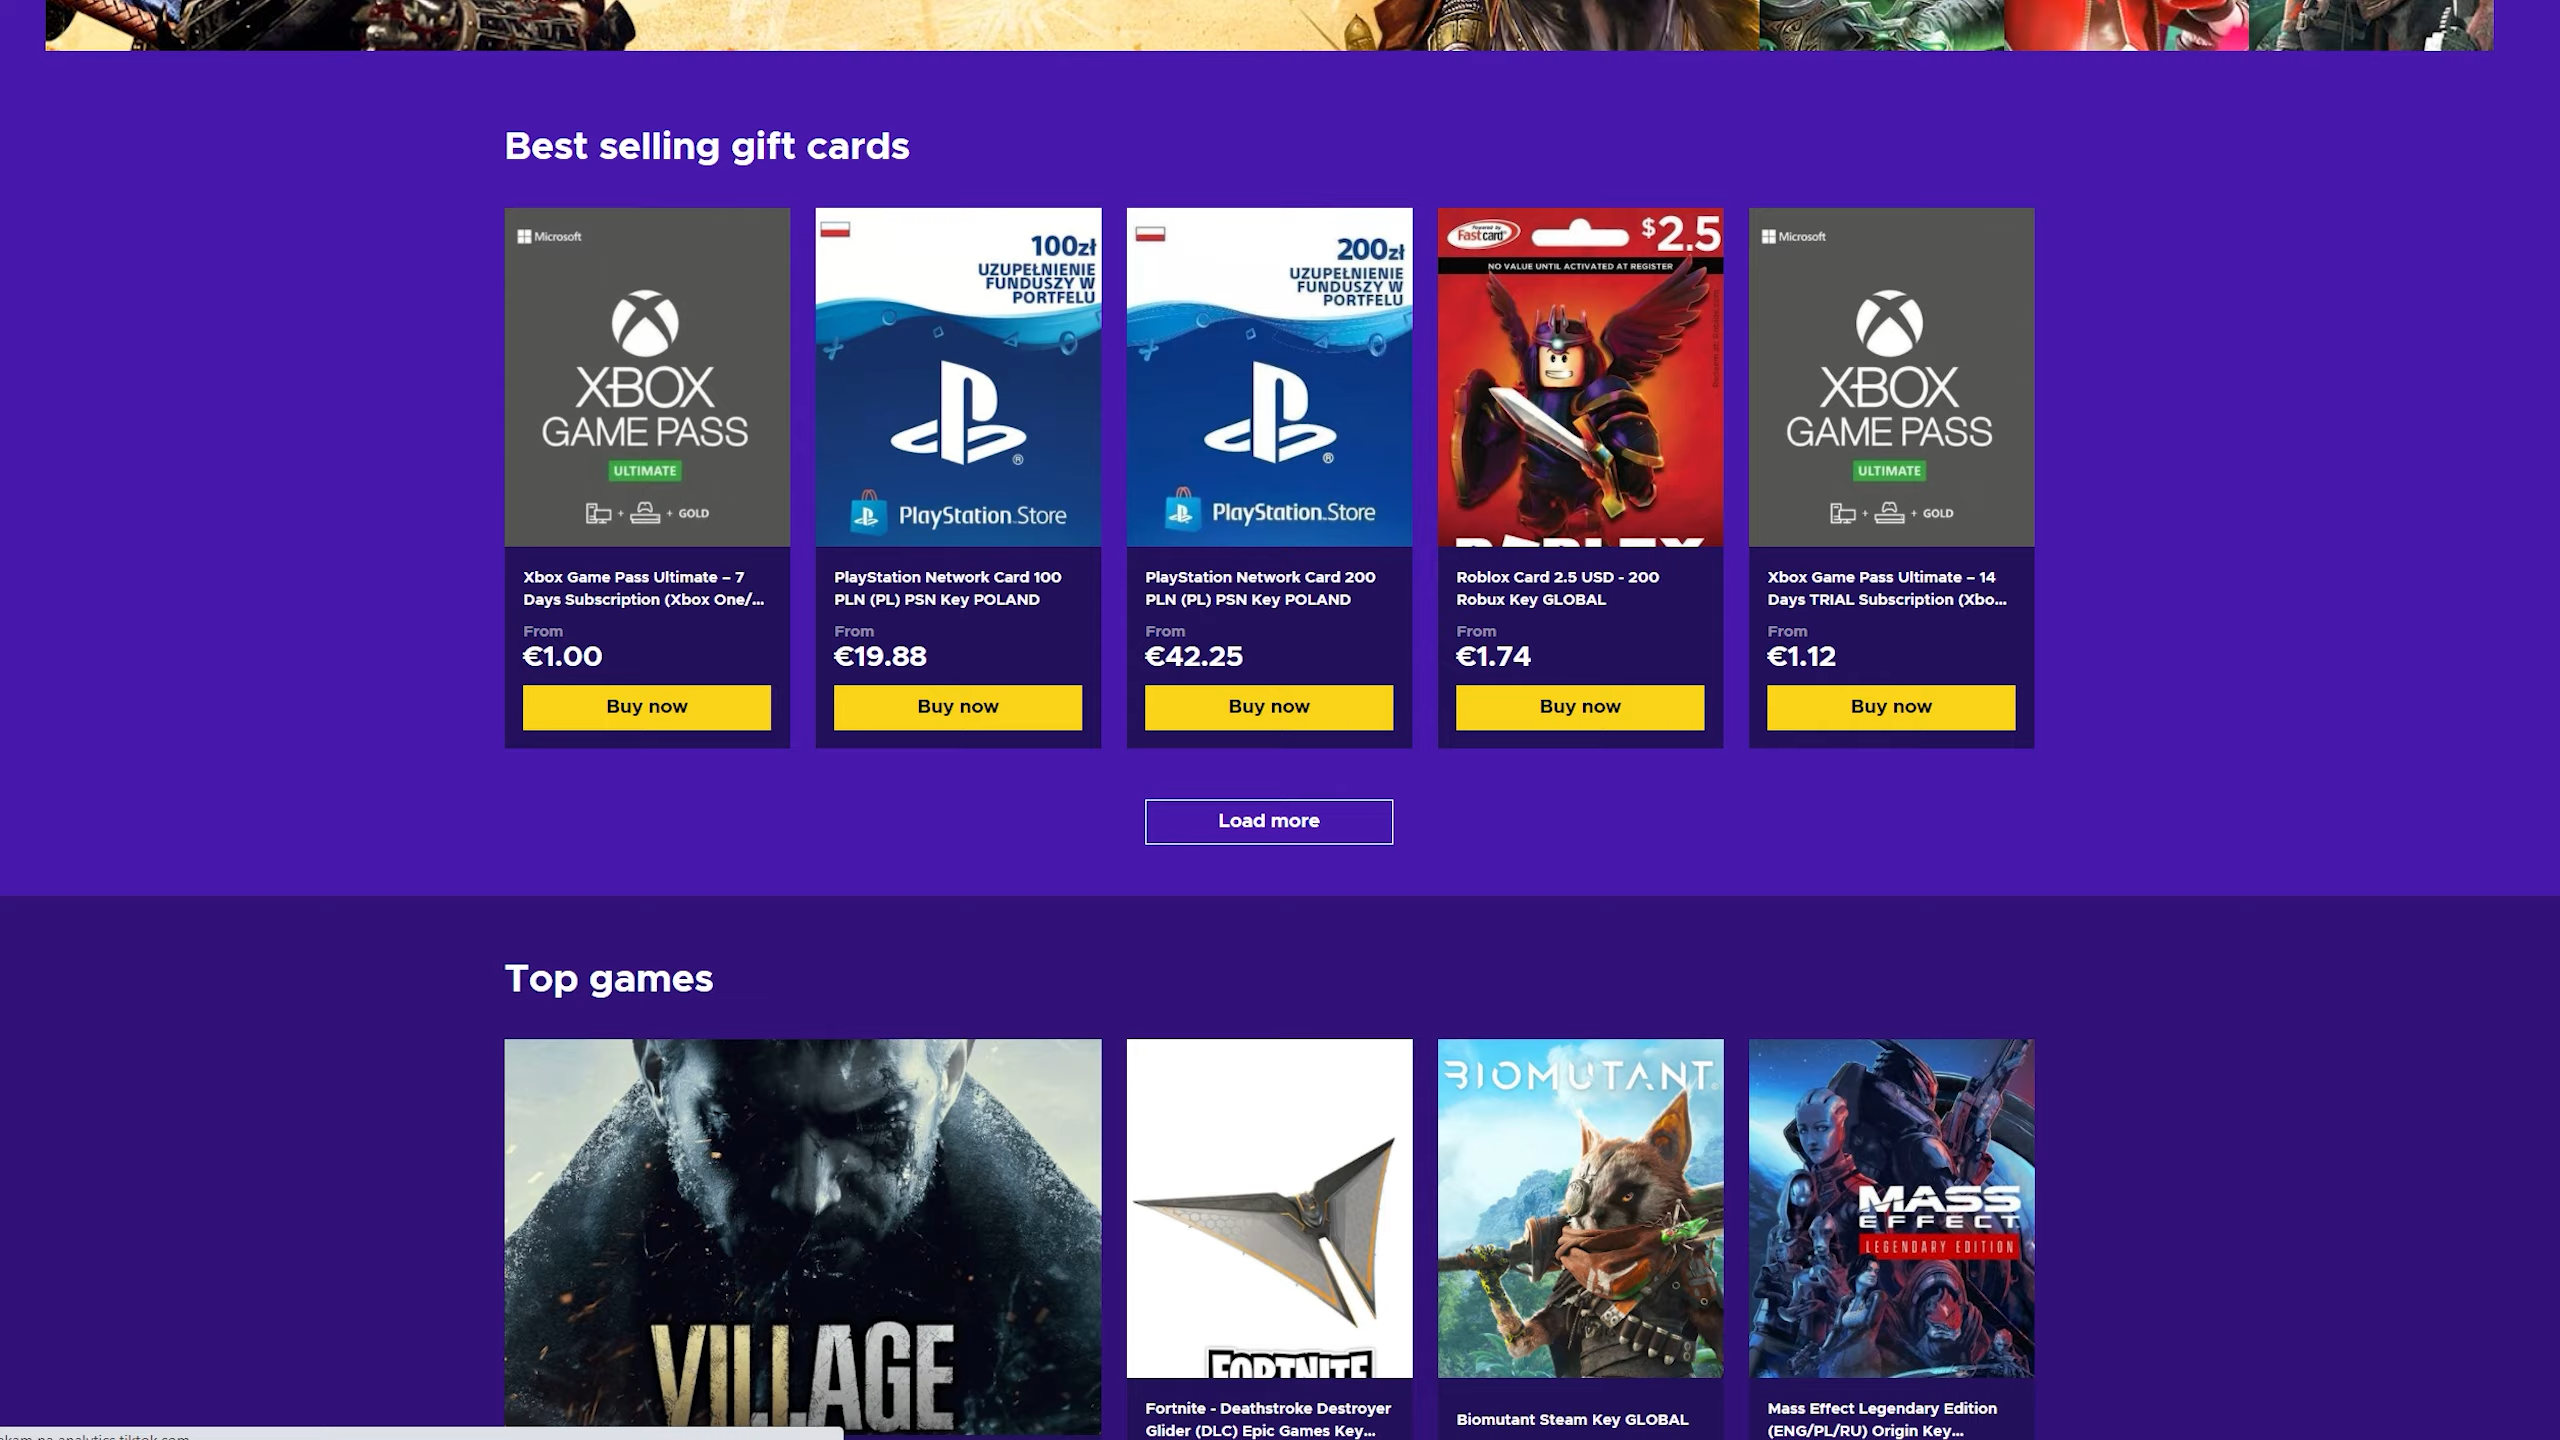 Best selling gift cards
Microsoft
XBOX
GAME PASS
ULTIMATE
+ + GOLD
Xbox Game Pass Ultimate – 7
Days Subscription (Xbox One/...
From
€1.00
Buy now
100zł
UZUPEŁNIENIE
FUNDUSZY W
PORTFELU
PlayStation Store
PlayStation Network Card 100
PLN (PL) PSN Key POLAND
From
€19.88
Buy now
200zł
UZUPEŁNIENIE
FUNDUSZY W
PORTFELU
PlayStation Store
PlayStation Network Card 200
PLN (PL) PSN Key POLAND
From
€42.25
Buy now
Powered by
Fastcard
$2.5
NO VALUE UNTIL ACTIVATED AT REGISTER
ROBLOX
Roblox Card 2.5 USD - 200
Robux Key GLOBAL
From
€1.74
Buy now
Microsoft
XBOX
GAME PASS
ULTIMATE
+ + GOLD
Xbox Game Pass Ultimate – 14
Days TRIAL Subscription (Xbo...
From
€1.12
Buy now
Load more
Top games
VILLAGE
FORTNITE
Fortnite - Deathstroke Destroyer
Glider (DLC) Epic Games Key...
BIOMUTANT
Biomutant Steam Key GLOBAL
MASS
EFFECT
LEGENDARY EDITION
Mass Effect Legendary Edition
(ENG/PL/RU) Origin Key...